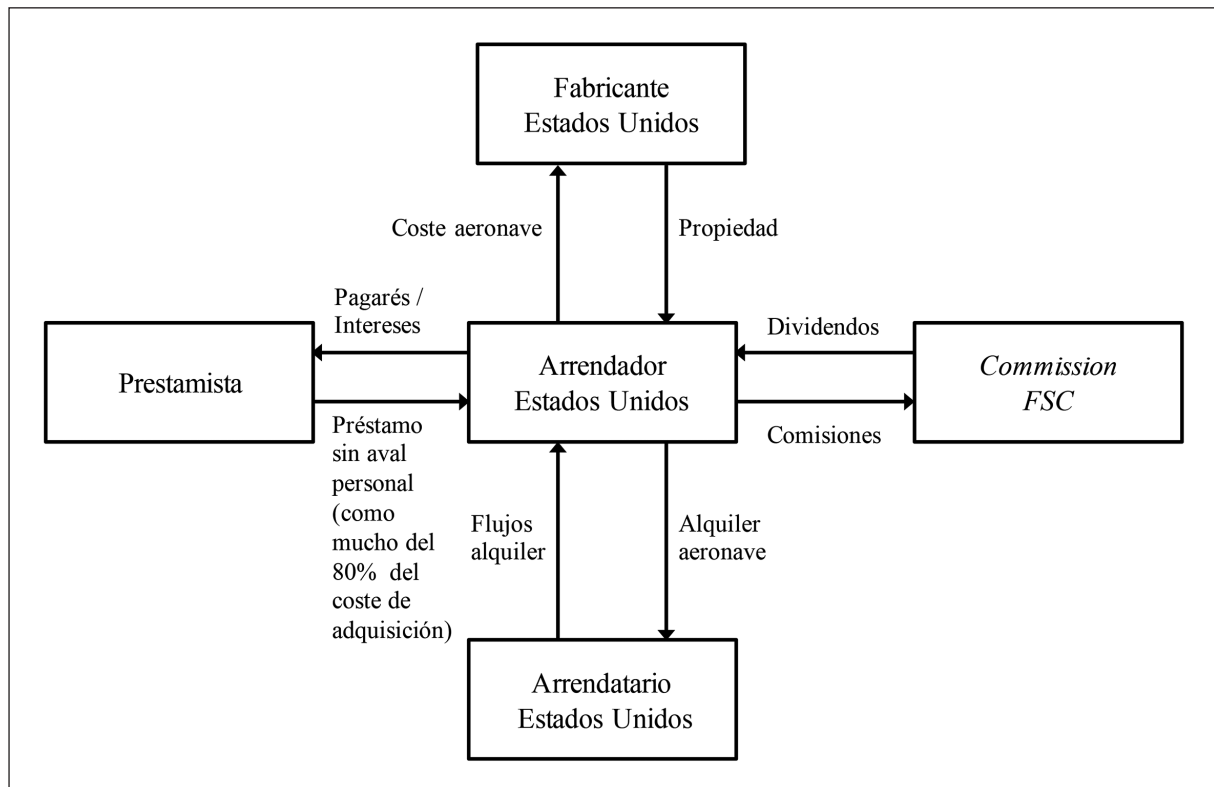 Fabricante
Estados Unidos
Coste aeronave
Propiedad
Pagarés /
Intereses
Dividendos
Prestamista
Arrendador
Estados Unidos
Commission
FSC
Préstamo
sin aval
personal
(como
mucho del
80% del
coste de
adquisición)
Comisiones
Flujos
alquiler
Alquiler
aeronave
Arrendatario
Estados Unidos